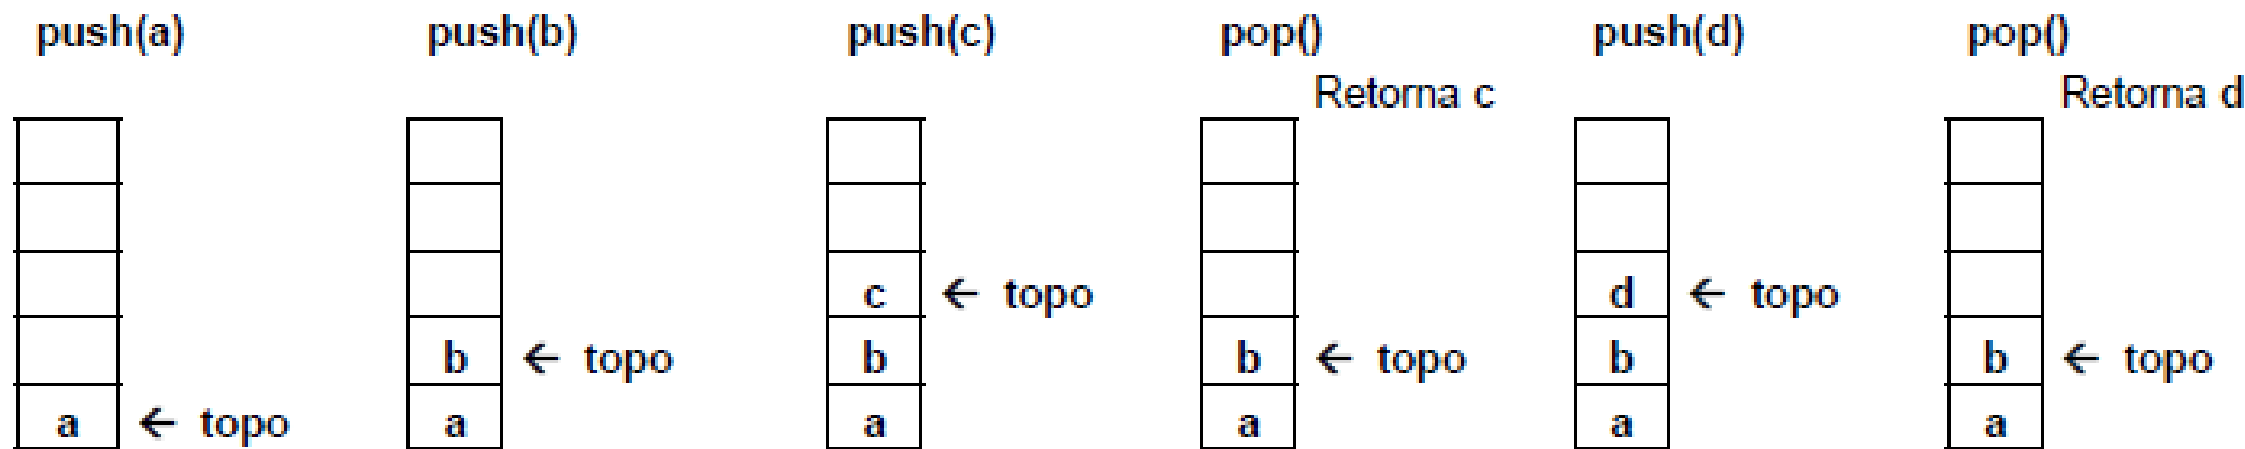 push(a) push(b) push(c) pop() push(d) pop()
Retorna c Retorna d
c ← topo d ← topo
b ← topo b b ← topo b b ← topo
a ← topo a a a a a